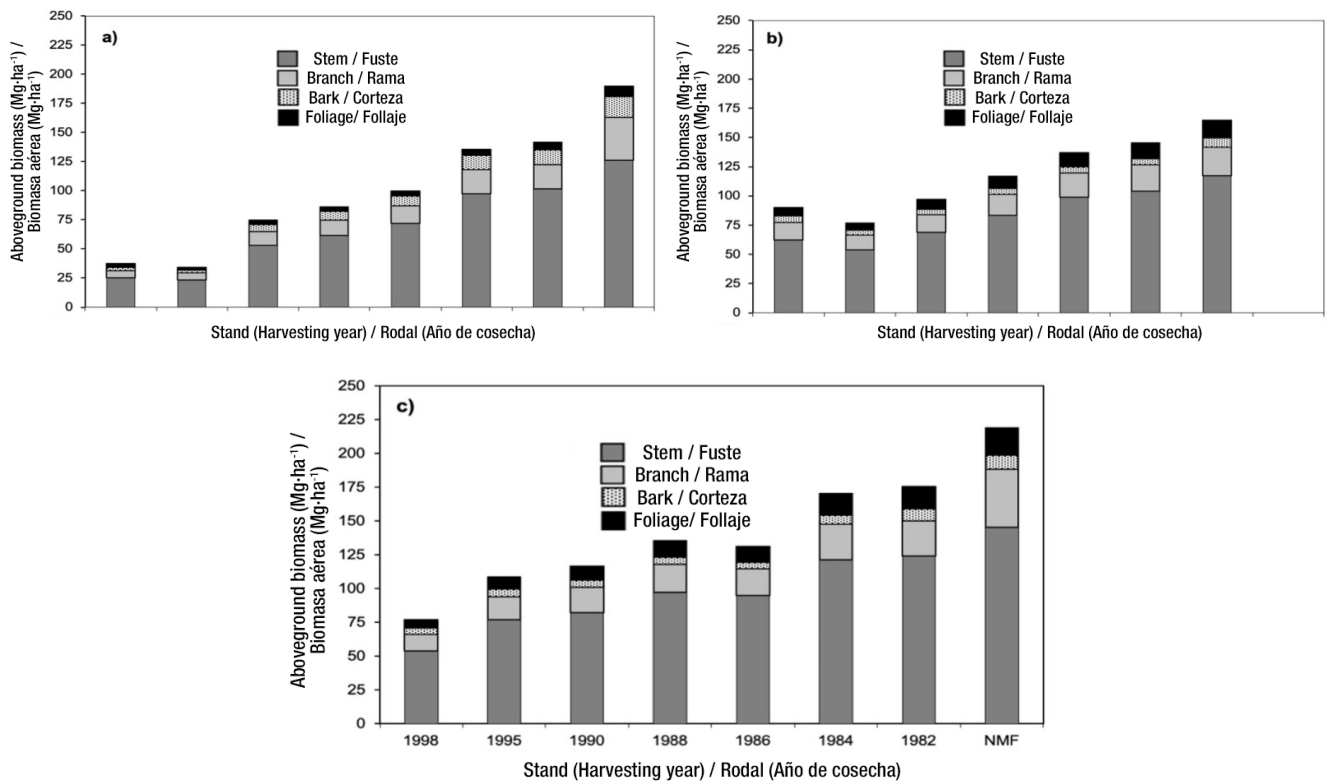 a)
Aboveground biomass (Mg·ha⁻¹) /
Biomasa aérea (Mg·ha⁻¹)
250
225
200
175
150
125
100
75
50
25
0
Stem / Fuste
Branch / Rama
Bark / Corteza
Foliage/ Follaje
Stand (Harvesting year) / Rodal (Año de cosecha)
b)
Aboveground biomass (Mg·ha⁻¹) /
Biomasa aérea (Mg·ha⁻¹)
250
225
200
175
150
125
100
75
50
25
0
Stem / Fuste
Branch / Rama
Bark / Corteza
Foliage/ Follaje
Stand (Harvesting year) / Rodal (Año de cosecha)
c)
Aboveground biomass (Mg·ha⁻¹) /
Biomasa aérea (Mg·ha⁻¹)
250
225
200
175
150
125
100
75
50
25
0
Stem / Fuste
Branch / Rama
Bark / Corteza
Foliage/ Follaje
1998 1995 1990 1988 1986 1984 1982 NMF
Stand (Harvesting year) / Rodal (Año de cosecha)